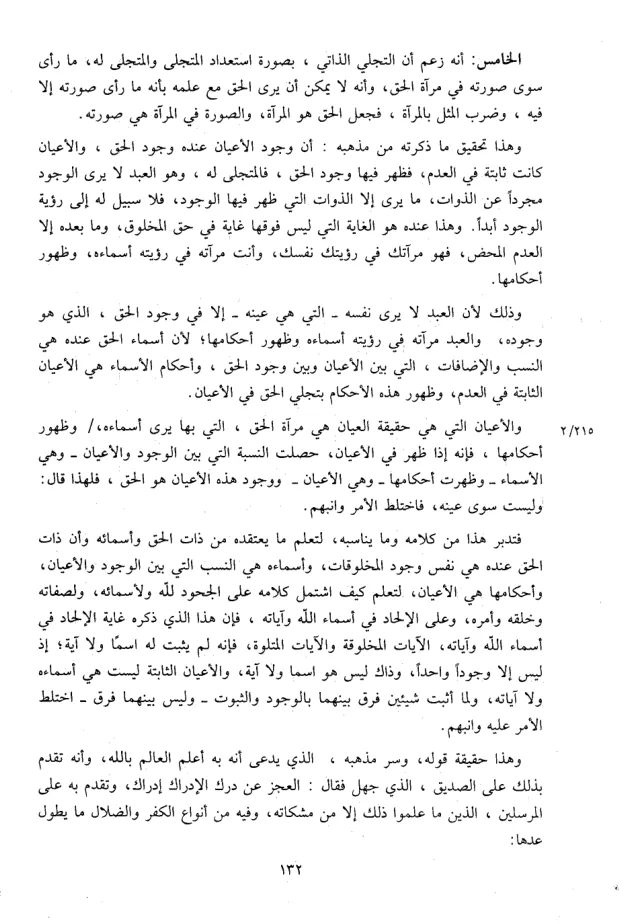 الخامس: أنه زعم أن التجلي الذاتي ، بصورة استعداد المتجلى والمتجلى له، ما رأى
سوى صورته في مرآة الحق، وأنه لا يمكن أن يرى الحق مع علمه بأنه ما رأى صورته إلا
فيه ، وضرب المثل بالمرآة ، فجعل الحق هو المرآة، والصورة في المرآة هي صورته.
وهذا تحقيق ما ذكرته من مذهبه : أن وجود الأعيان عنده وجود الحق ، والأعيان
كانت ثابتة في العدم، فظهر فيها وجود الحق ، فالمتجلى له ، وهو العبد لا يرى الوجود
مجرداً عن الذوات، ما يرى إلا الذوات التي ظهر فيها الوجود، فلا سبيل له إلى رؤية
الوجود أبداً. وهذا عنده هو الغاية التي ليس فوقها غاية في حق المخلوق، وما بعده إلا
العدم المحض، فهو مرآتك في رؤيتك نفسك، وأنت مرآته في رؤيته أسماءه، وظهور
أحكامها.
وذلك لأن العبد لا يرى نفسه ـ التي هي عينه ـ إلا في وجود الحق ، الذي هو
وجوده، والعبد مرآته في رؤيته أسماءه وظهور أحكامها؛ لأن أسماء الحق عنده هي
النسب والإضافات ، التي بين الأعيان وبين وجود الحق ، وأحكام الأسماء هي الأعيان
الثابتة في العدم، وظهور هذه الأحكام بتجلي الحق في الأعيان.
والأعيان التي هي حقيقة العيان هي مرآة الحق ، التي بها يرى أسماءه،/ وظهور ٢/٢١٥
أحكامها ، فإنه إذا ظهر في الأعيان، حصلت النسبة التي بين الوجود والأعيان ـ وهي
الأسماء ـ وظهرت أحكامها ـ وهي الأعيان ـ ووجود هذه الأعيان هو الحق ، فلهذا قال:
وليست سوى عينه، فاختلط الأمر وانبهم.
فتدبر هذا من كلامه وما يناسبه، لتعلم ما يعتقده من ذات الحق وأسمائه وأن ذات
الحق عنده هي نفس وجود المخلوقات، وأسماءه هي النسب التي بين الوجود والأعيان،
وأحكامها هي الأعيان، لتعلم كيف اشتمل كلامه على الجحود لله ولأسمائه، ولصفاته
وخلقه وأمره، وعلى الإلحاد في أسماء الله وآياته ، فإن هذا الذي ذكره غاية الإلحاد في
أسماء الله وآياته، الآيات المخلوقة والآيات المتلوة، فإنه لم يثبت له اسمًا ولا آية؛ إذ
ليس إلا وجوداً واحداً، وذاك ليس هو اسما ولا آية، والأعيان الثابتة ليست هي أسماءه
ولا آياته، ولما أثبت شيئين فرق بينهما بالوجود والثبوت ـ وليس بينهما فرق ـ اختلط
الأمر عليه وانبهم.
وهذا حقيقة قوله، وسر مذهبه ، الذي يدعى أنه به أعلم العالم بالله، وأنه تقدم
بذلك على الصديق ، الذي جهل فقال : العجز عن درك الإدراك إدراك، وتقدم به على
المرسلين ، الذين ما علموا ذلك إلا من مشكاته، وفيه من أنواع الكفر والضلال ما يطول
عدها:
١٣٢